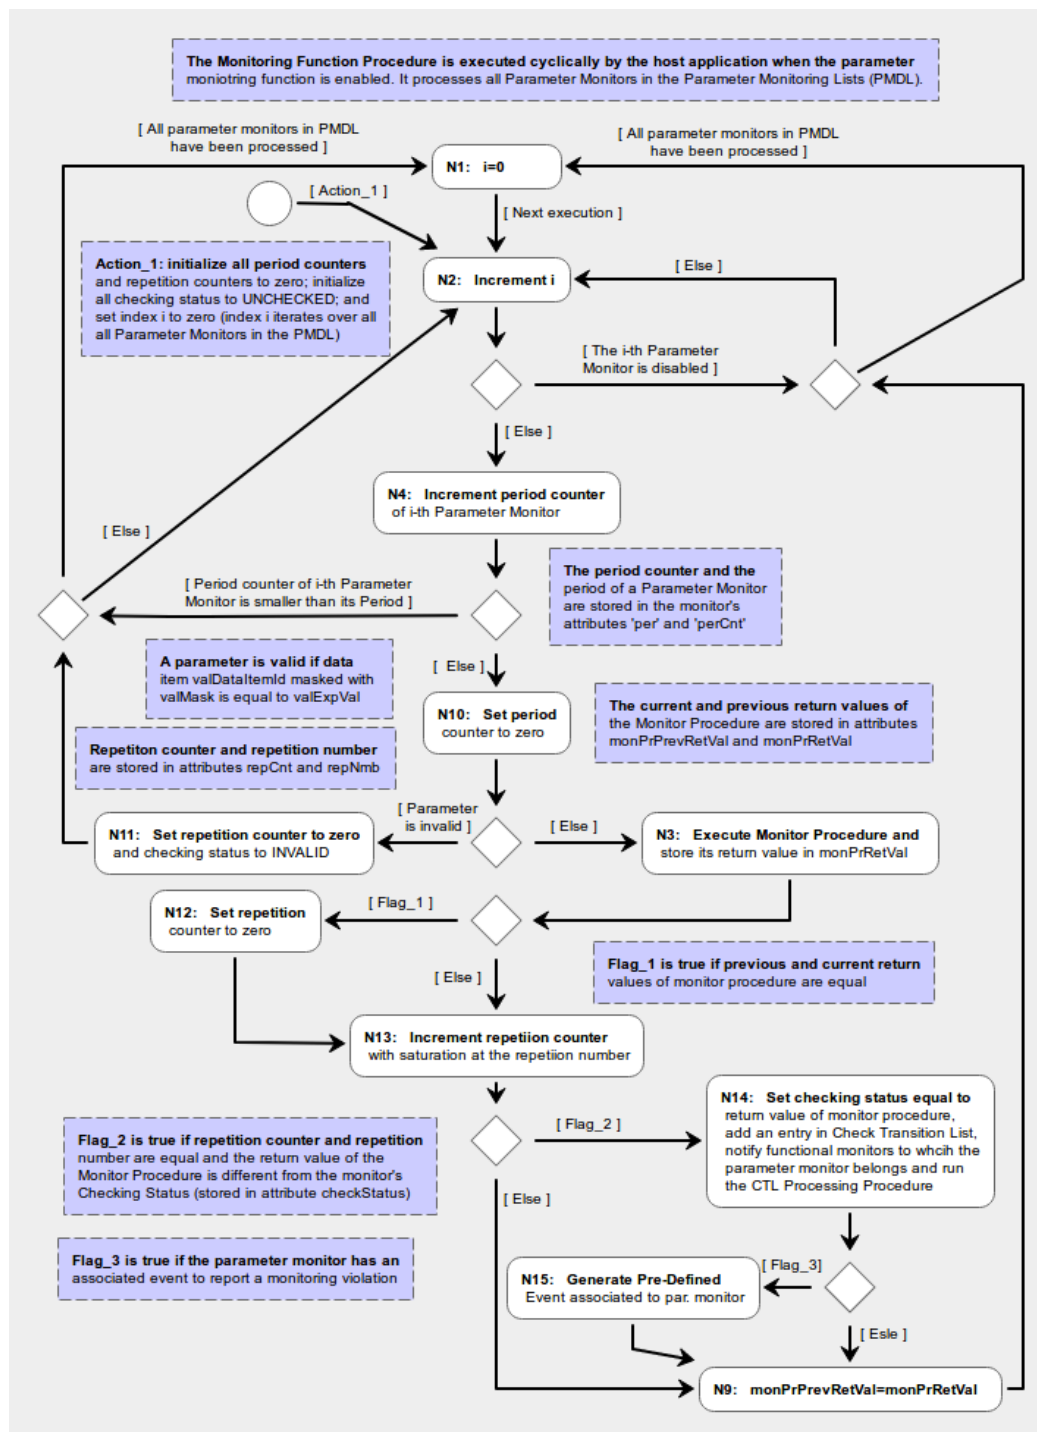 The Monitoring Function Procedure is executed cyclically by the host application when the parameter
moniotring function is enabled. It processes all Parameter Monitors in the Parameter Monitoring Lists (PMDL).
[ All parameter monitors in PMDL
have been processed ]
[ All parameter monitors in PMDL
have been processed ]
N1: i=0
[ Action_1 ]
[ Next execution ]
Action_1: initialize all period counters
and repetition counters to zero; initialize
all checking status to UNCHECKED; and
set index i to zero (index i iterates over all
all Parameter Monitors in the PMDL)
N2: Increment i
[ Else ]
[ The i-th Parameter
Monitor is disabled ]
[ Else ]
N4: Increment period counter
of i-th Parameter Monitor
[ Else ]
[ Period counter of i-th Parameter
Monitor is smaller than its Period ]
The period counter and the
period of a Parameter Monitor
are stored in the monitor's
attributes 'per' and 'perCnt'
A parameter is valid if data
item valDataItemId masked with
valMask is equal to valExpVal
[ Else ]
N10: Set period
counter to zero
The current and previous return values of
the Monitor Procedure are stored in attributes
monPrPrevRetVal and monPrRetVal
Repetiton counter and repetition number
are stored in attributes repCnt and repNmb
[ Parameter
is invalid ]
[ Else ]
N11: Set repetition counter to zero
and checking status to INVALID
N3: Execute Monitor Procedure and
store its return value in monPrRetVal
N12: Set repetition
counter to zero
[ Flag_1 ]
[ Else ]
Flag_1 is true if previous and current return
values of monitor procedure are equal
N13: Increment repetiion counter
with saturation at the repetiion number
N14: Set checking status equal to
return value of monitor procedure,
add an entry in Check Transition List,
notify functional monitors to whcih the
parameter monitor belongs and run
the CTL Processing Procedure
[ Flag_2 ]
Flag_2 is true if repetition counter and repetition
number are equal and the return value of the
Monitor Procedure is different from the monitor's
Checking Status (stored in attribute checkStatus)
[ Else ]
Flag_3 is true if the parameter monitor has an
associated event to report a monitoring violation
[ Flag_3]
N15: Generate Pre-Defined
Event associated to par. monitor
[ Esle ]
N9: monPrPrevRetVal=monPrRetVal